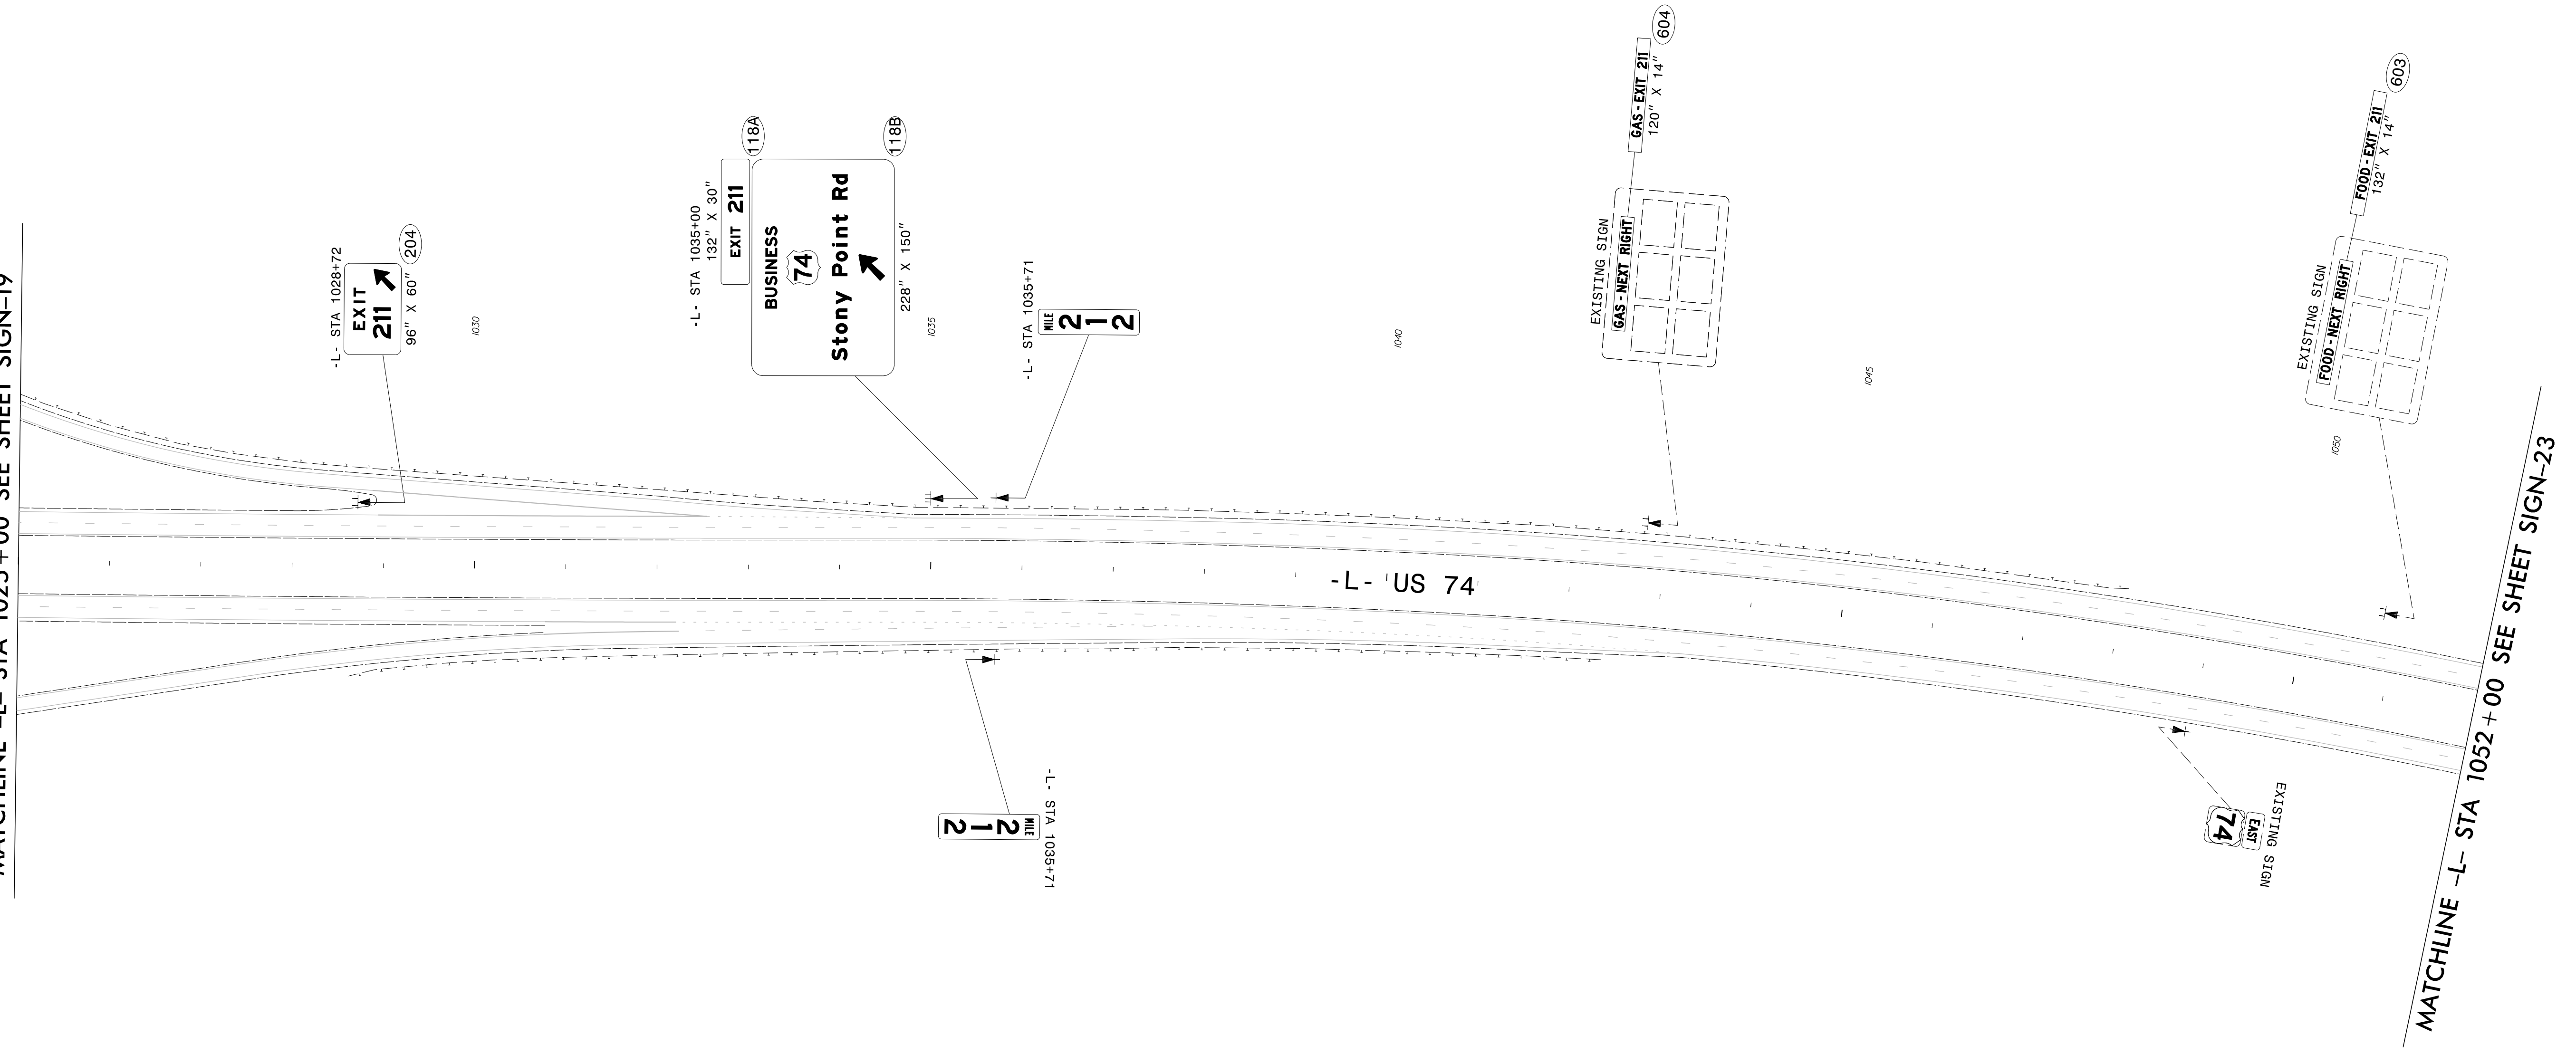 MATCHLINE -L- STA 1025+00 SEE SHEET SIGN-19
-L- STA 1028+72
EXIT
211
96" X 60"
204
1030
-L- STA 1035+00
132" X 30"
EXIT 211
118A
BUSINESS
74
Stony Point Rd
228" X 150"
118B
1035
-L- STA 1035+71
MILE
2
1
2
1040
EXISTING SIGN
GAS - NEXT RIGHT
GAS - EXIT 211
120" X 14"
604
1045
EXISTING SIGN
FOOD - NEXT RIGHT
FOOD - EXIT 211
132" X 14"
603
1050
-L- US 74
-L- STA 1035+71
MILE
2
1
2
EXISTING SIGN
EAST
74
MATCHLINE -L- STA 1052+00 SEE SHEET SIGN-23